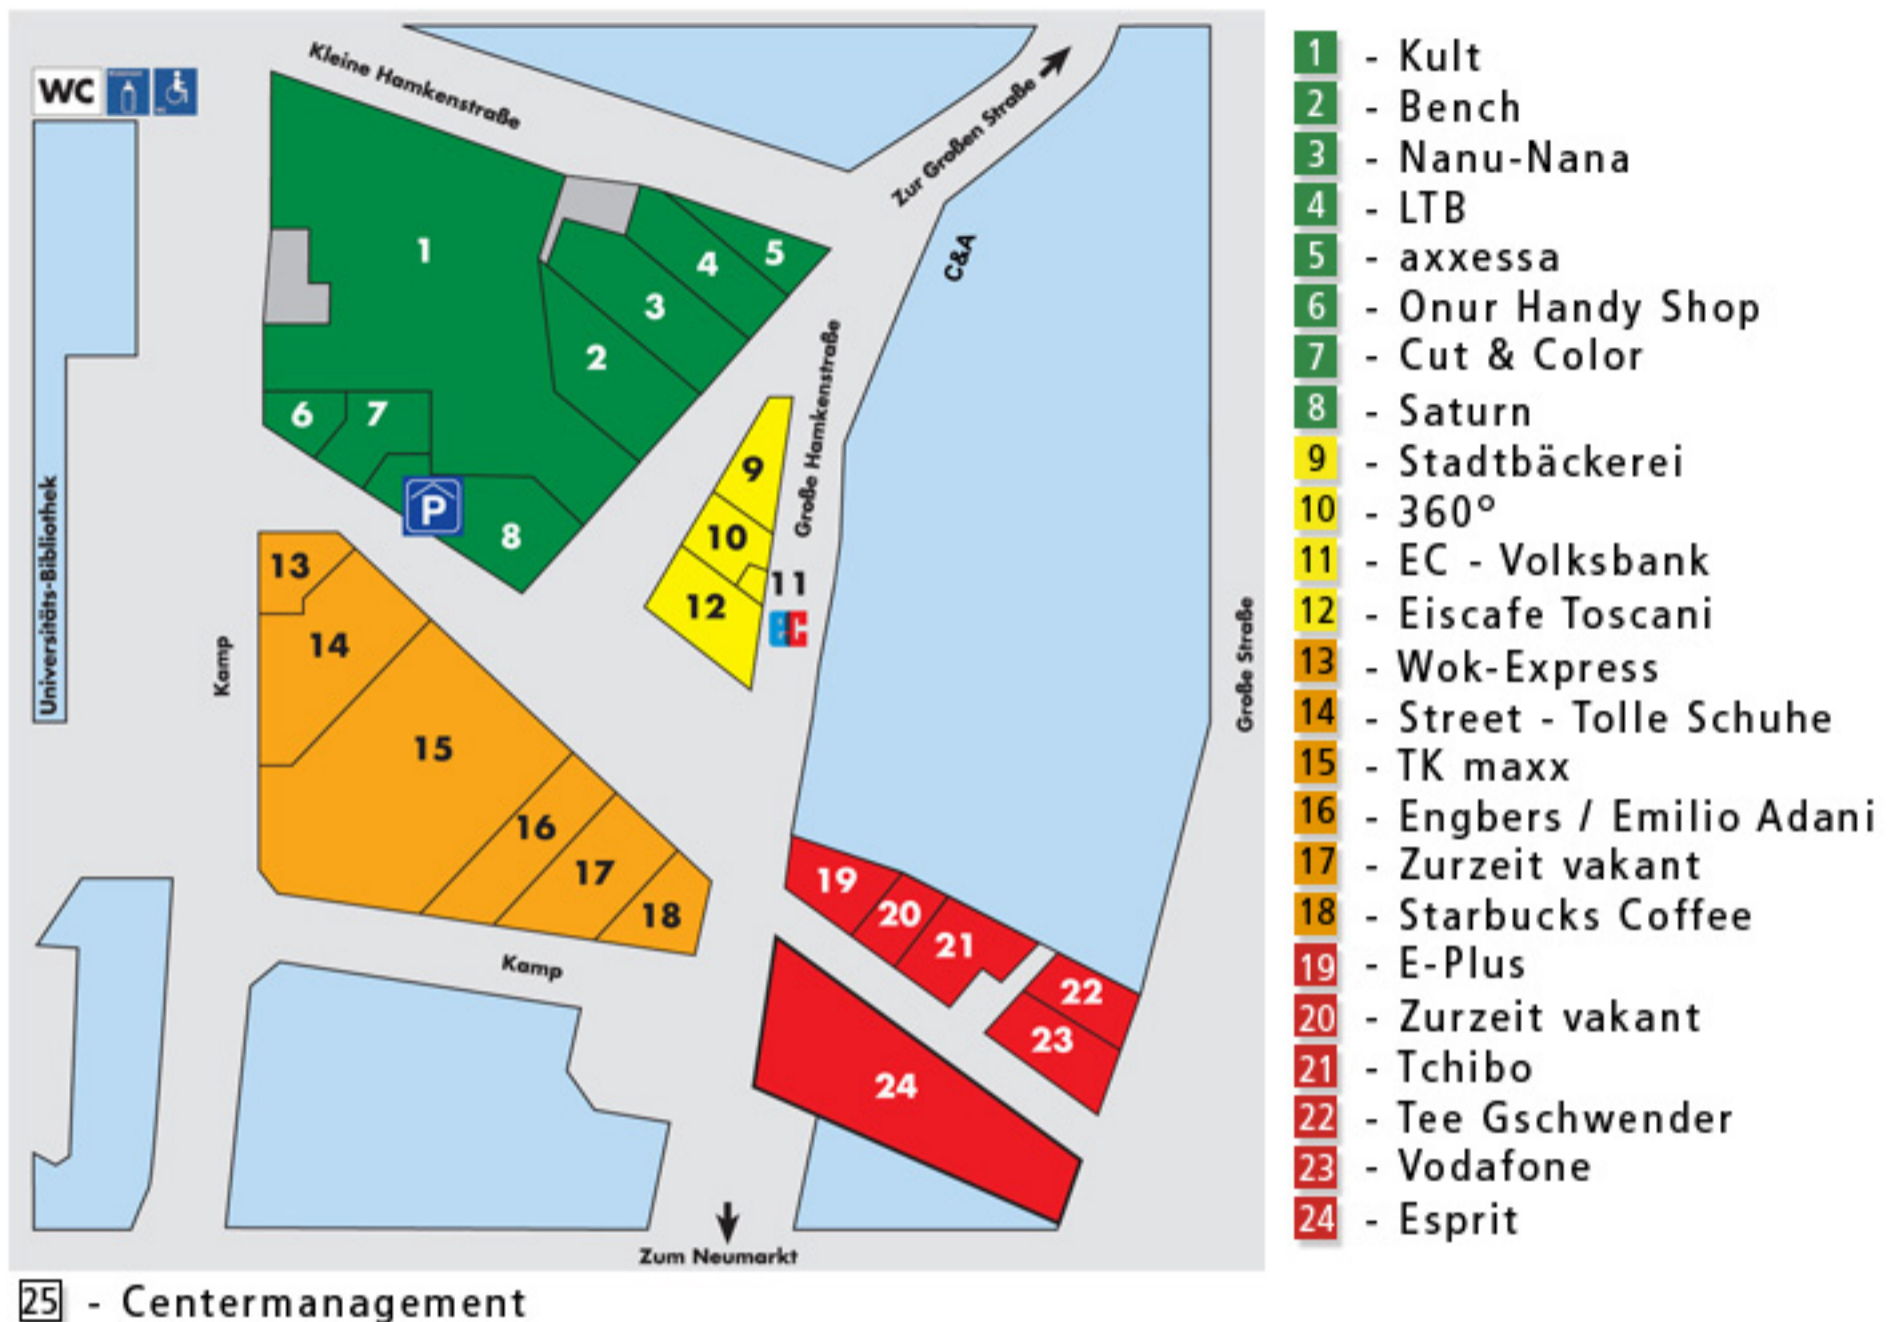 WC
Kleine Hamkenstraße
Zur Großen Straße
C&A
Große Hamkenstraße
Universitäts-Bibliothek
Kamp
Große Straße
1
2
3
4
5
6
7
P
8
9
10
11
EC
12
13
14
15
16
17
18
19
20
21
22
23
24
Kamp
Zum Neumarkt
1 - Kult
2 - Bench
3 - Nanu-Nana
4 - LTB
5 - axxessa
6 - Onur Handy Shop
7 - Cut & Color
8 - Saturn
9 - Stadtbäckerei
10 - 360°
11 - EC - Volksbank
12 - Eiscafe Toscani
13 - Wok-Express
14 - Street - Tolle Schuhe
15 - TK maxx
16 - Engbers / Emilio Adani
17 - Zurzeit vakant
18 - Starbucks Coffee
19 - E-Plus
20 - Zurzeit vakant
21 - Tchibo
22 - Tee Gschwender
23 - Vodafone
24 - Esprit
25 - Centermanagement